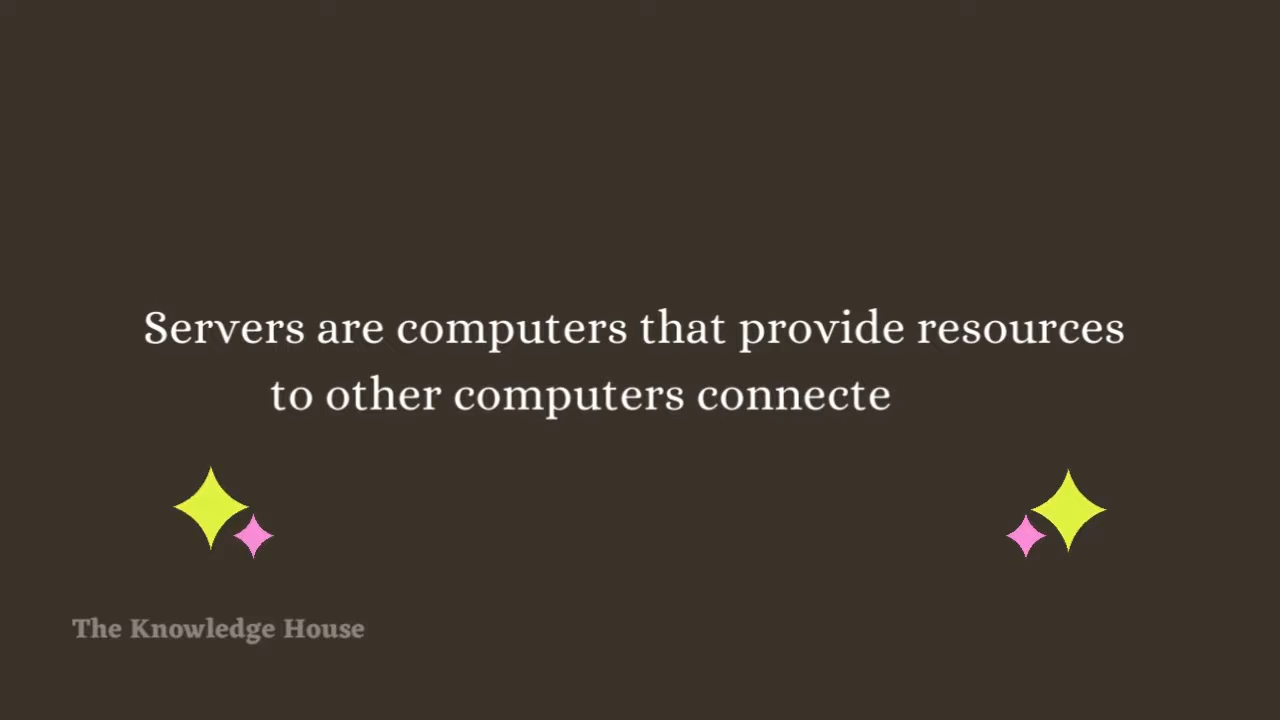 Servers are computers that provide resources
to other computers connecte
The Knowledge House